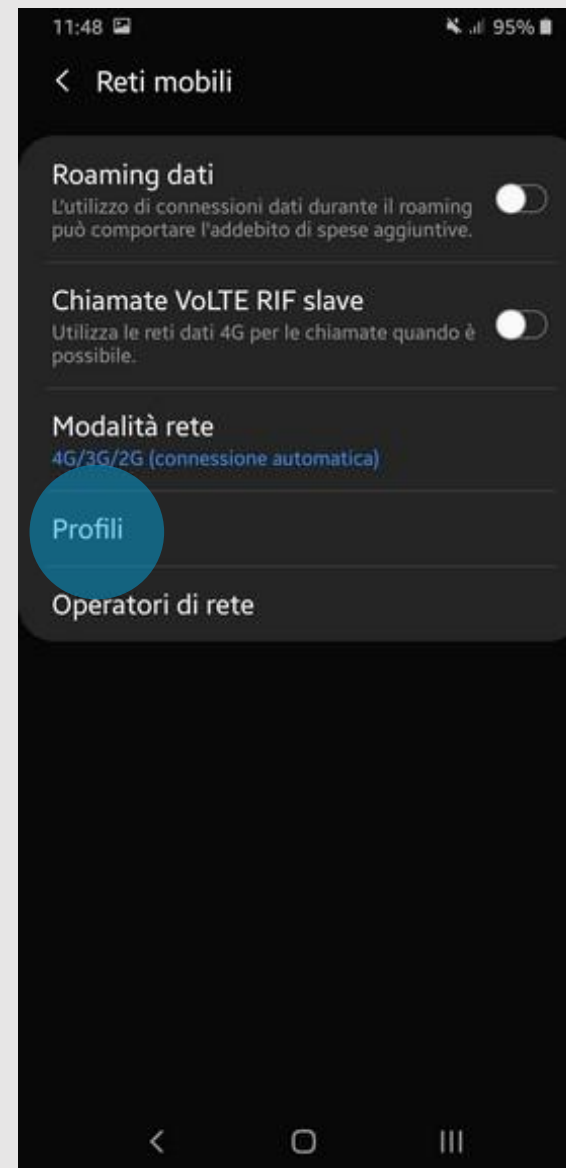 11:48 95%
Reti mobili
Roaming dati
L'utilizzo di connessioni dati durante il roaming
può comportare l'addebito di spese aggiuntive.
Chiamate VoLTE RIF slave
Utilizza le reti dati 4G per le chiamate quando è
possibile.
Modalità rete
4G/3G/2G (connessione automatica)
Profili
Operatori di rete